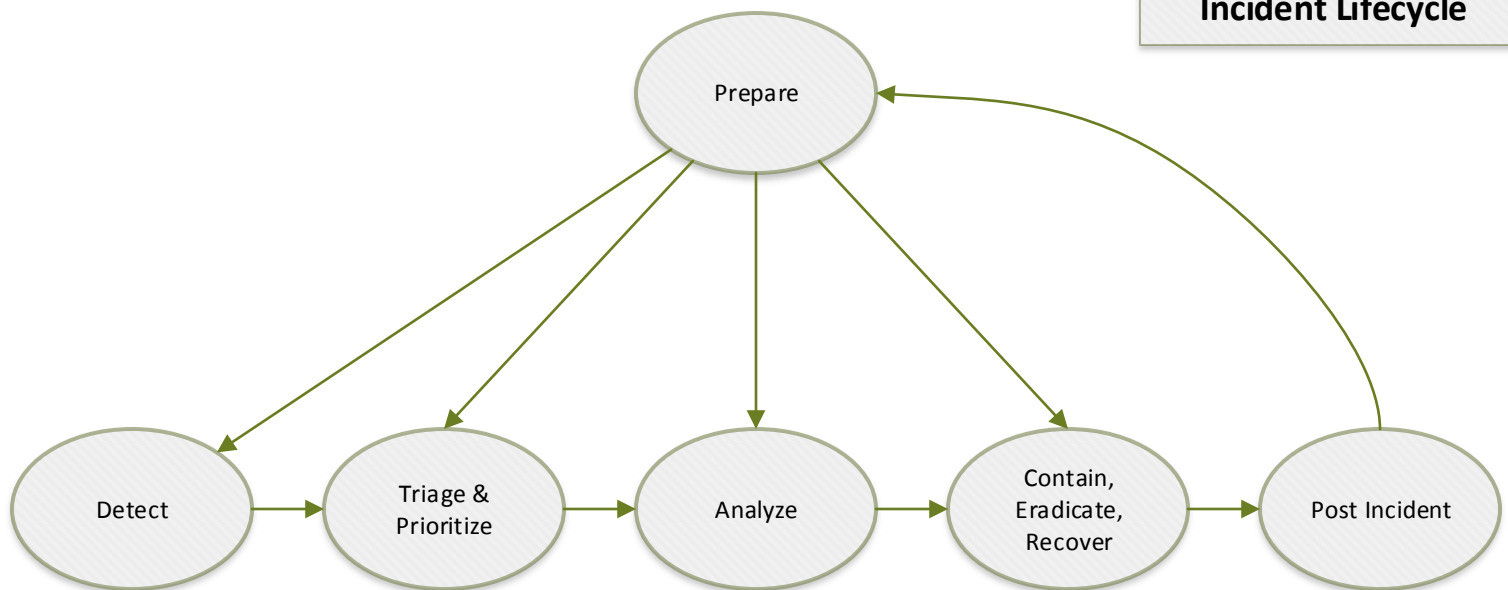 Incident Lifecycle
Prepare
Detect
Triage &
Prioritize
Analyze
Contain,
Eradicate,
Recover
Post Incident